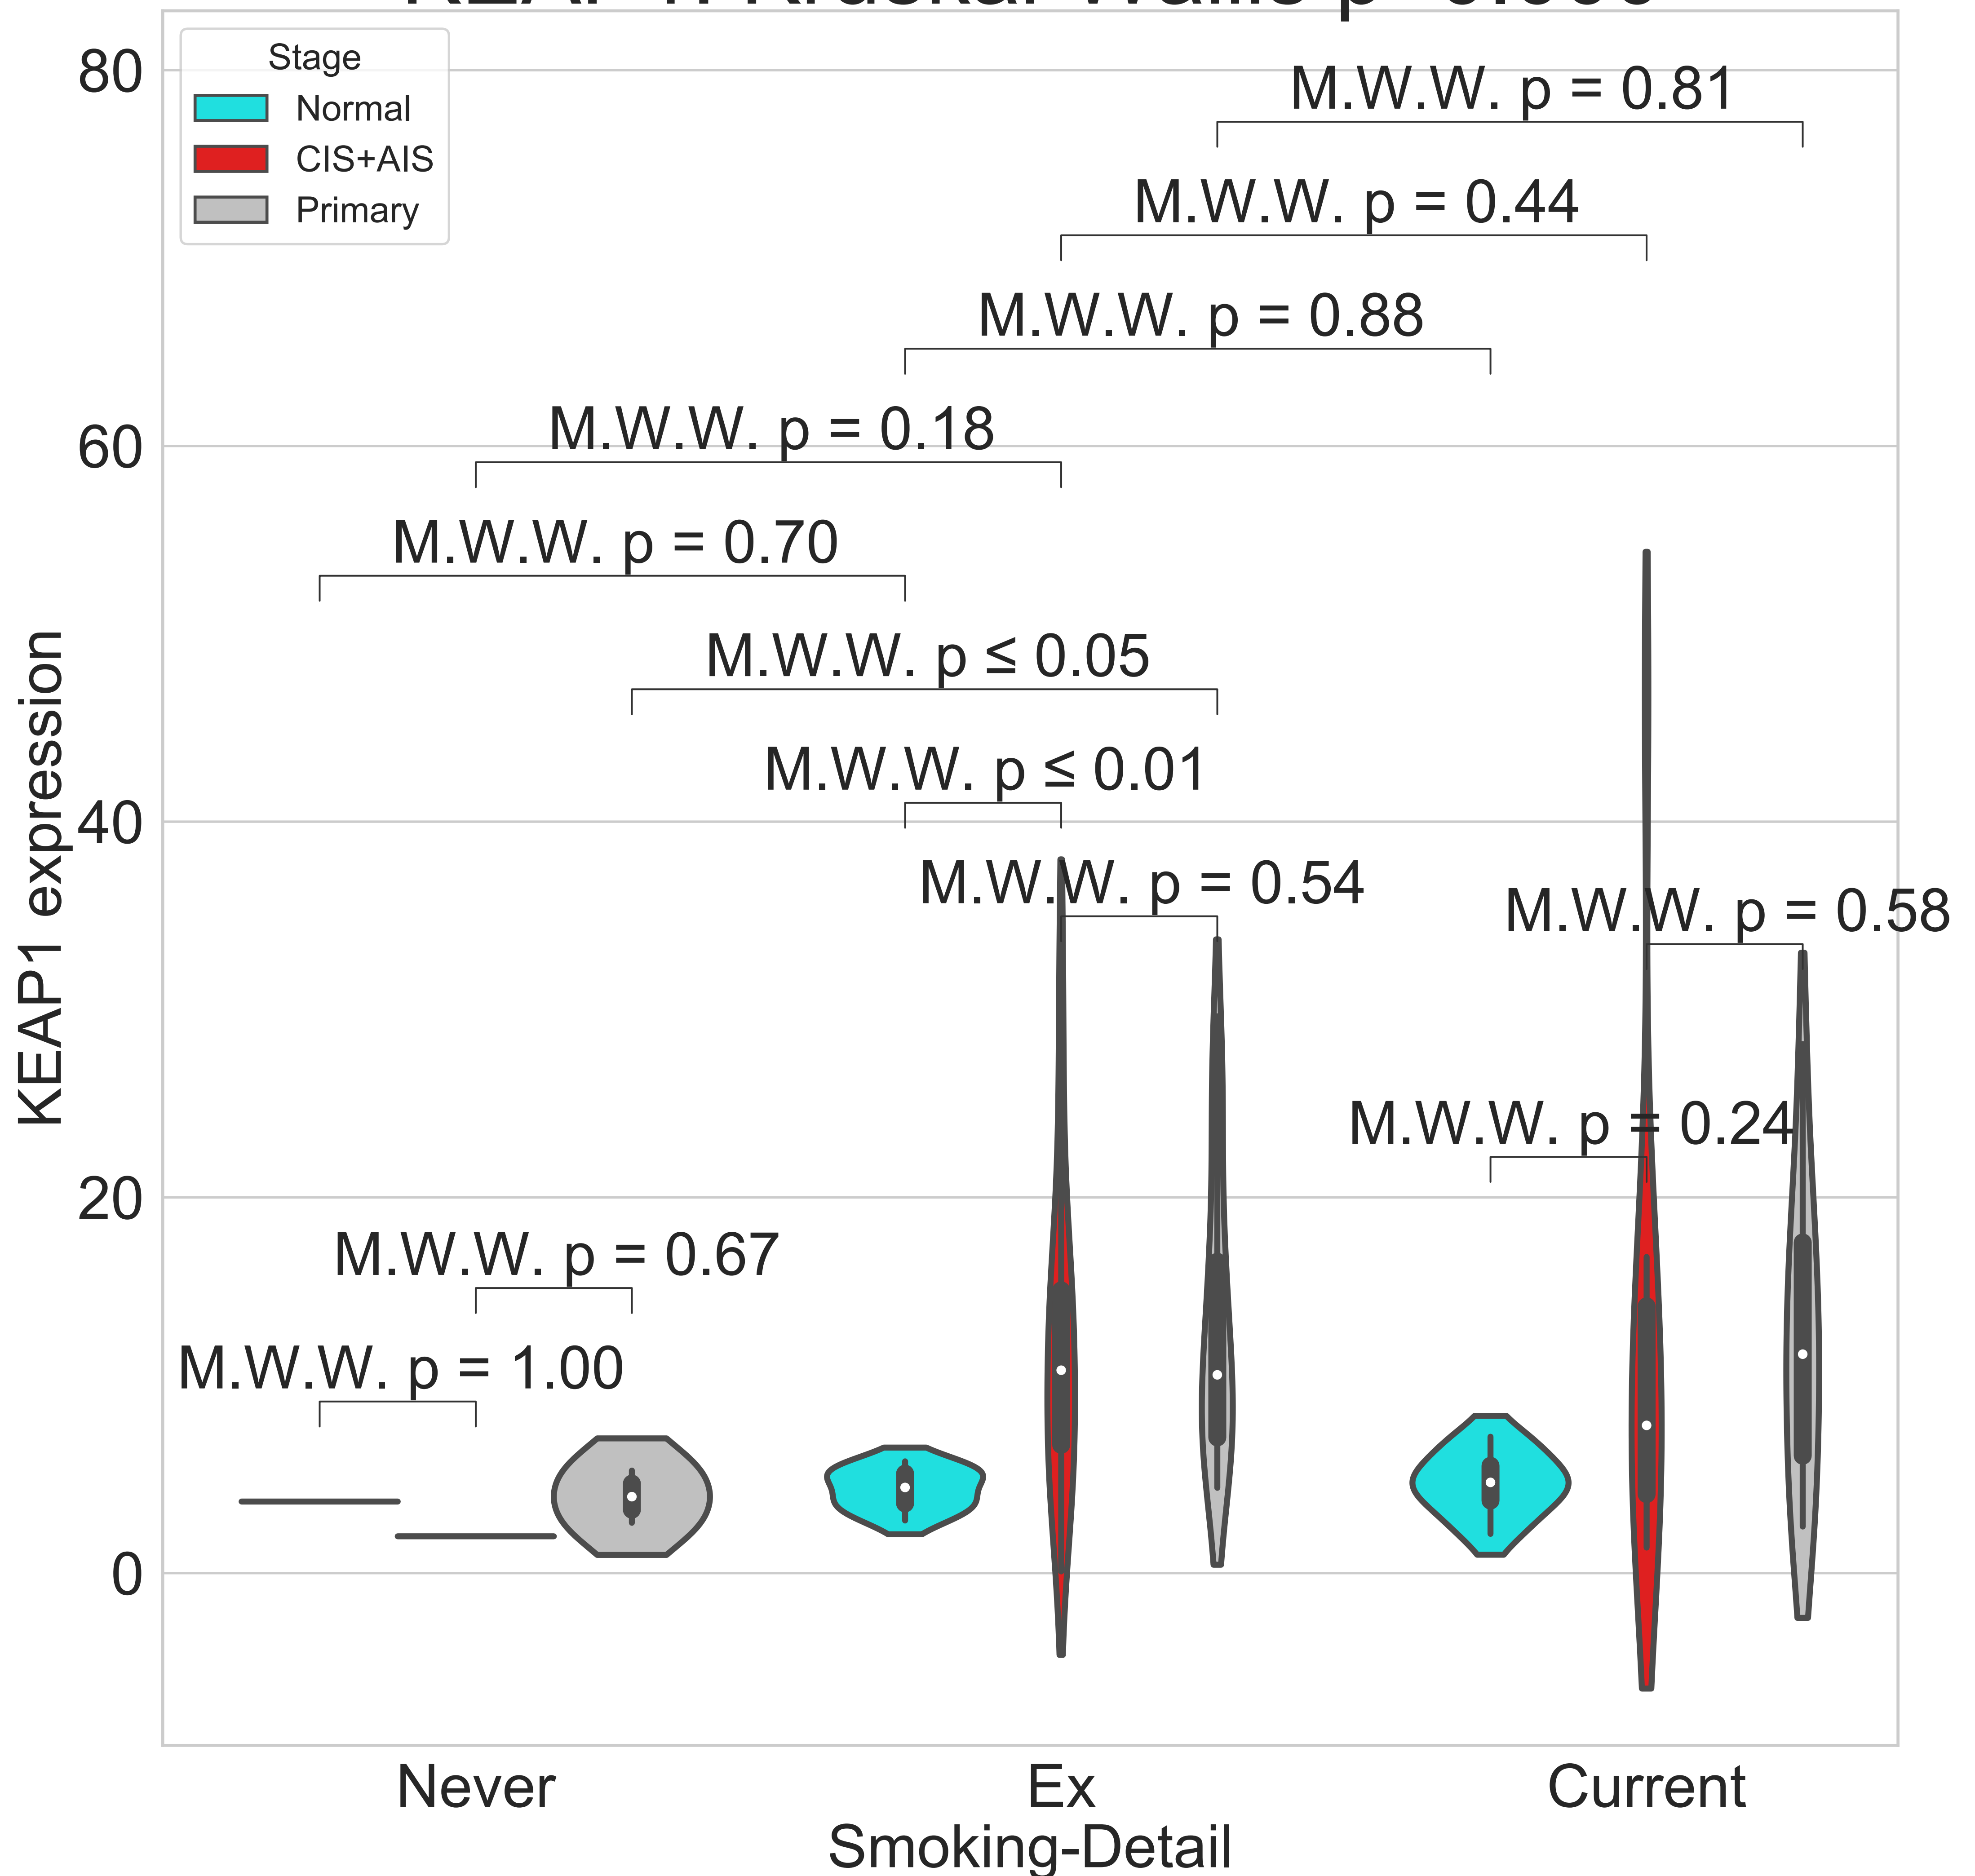 80
60
40
20
0
KEAP1 expression
Stage
Normal
CIS+AIS
Primary
M.W.W. p = 0.81
M.W.W. p = 0.44
M.W.W. p = 0.88
M.W.W. p = 0.18
M.W.W. p = 0.70
M.W.W. p ≤ 0.05
M.W.W. p ≤ 0.01
M.W.W. p = 0.54
M.W.W. p = 0.58
M.W.W. p = 0.24
M.W.W. p = 0.67
M.W.W. p = 1.00
Never
Ex
Current
Smoking-Detail